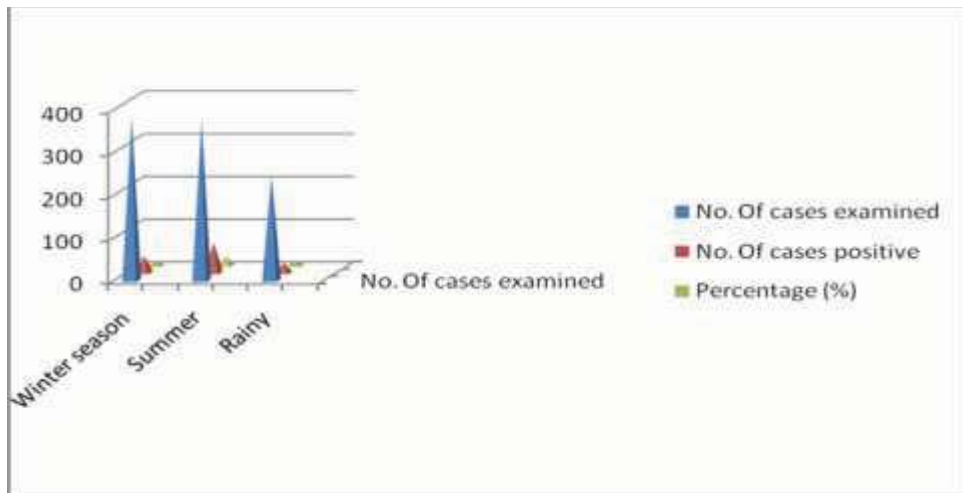 400
300
200
100
0
Winter season
Summer
Rainy
No. Of cases examined
No. Of cases examined
No. Of cases positive
Percentage (%)